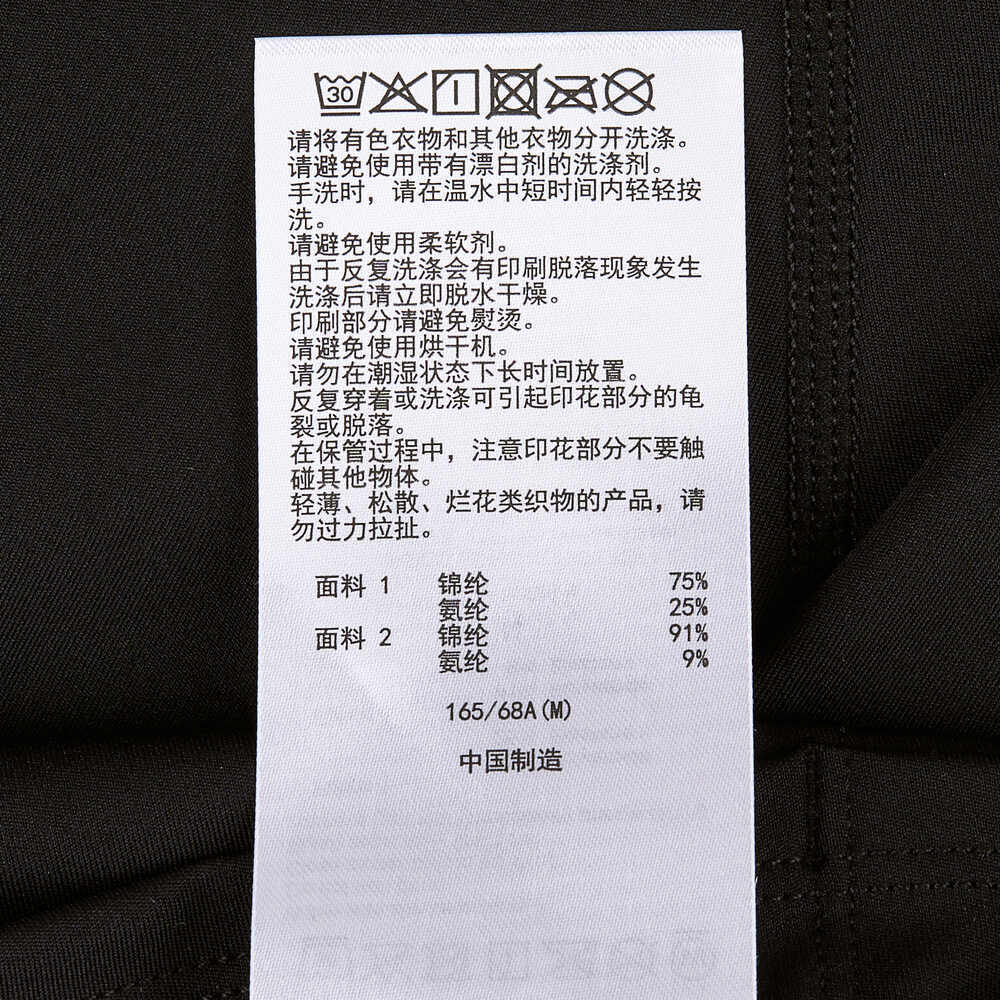 30
请将有色衣物和其他衣物分开洗涤。
请避免使用带有漂白剂的洗涤剂。
手洗时，请在温水中短时间内轻轻按
洗。
请避免使用柔软剂。
由于反复洗涤会有印刷脱落现象发生
洗涤后请立即脱水干燥。
印刷部分请避免熨烫。
请避免使用烘干机。
请勿在潮湿状态下长时间放置。
反复穿着或洗涤可引起印花部分的龟
裂或脱落。
在保管过程中，注意印花部分不要触
碰其他物体。
轻薄、松散、烂花类织物的产品，请
勿过力拉扯。
面料 1 锦纶 75%
氨纶 25%
面料 2 锦纶 91%
氨纶 9%
165/68A(M)
中国制造